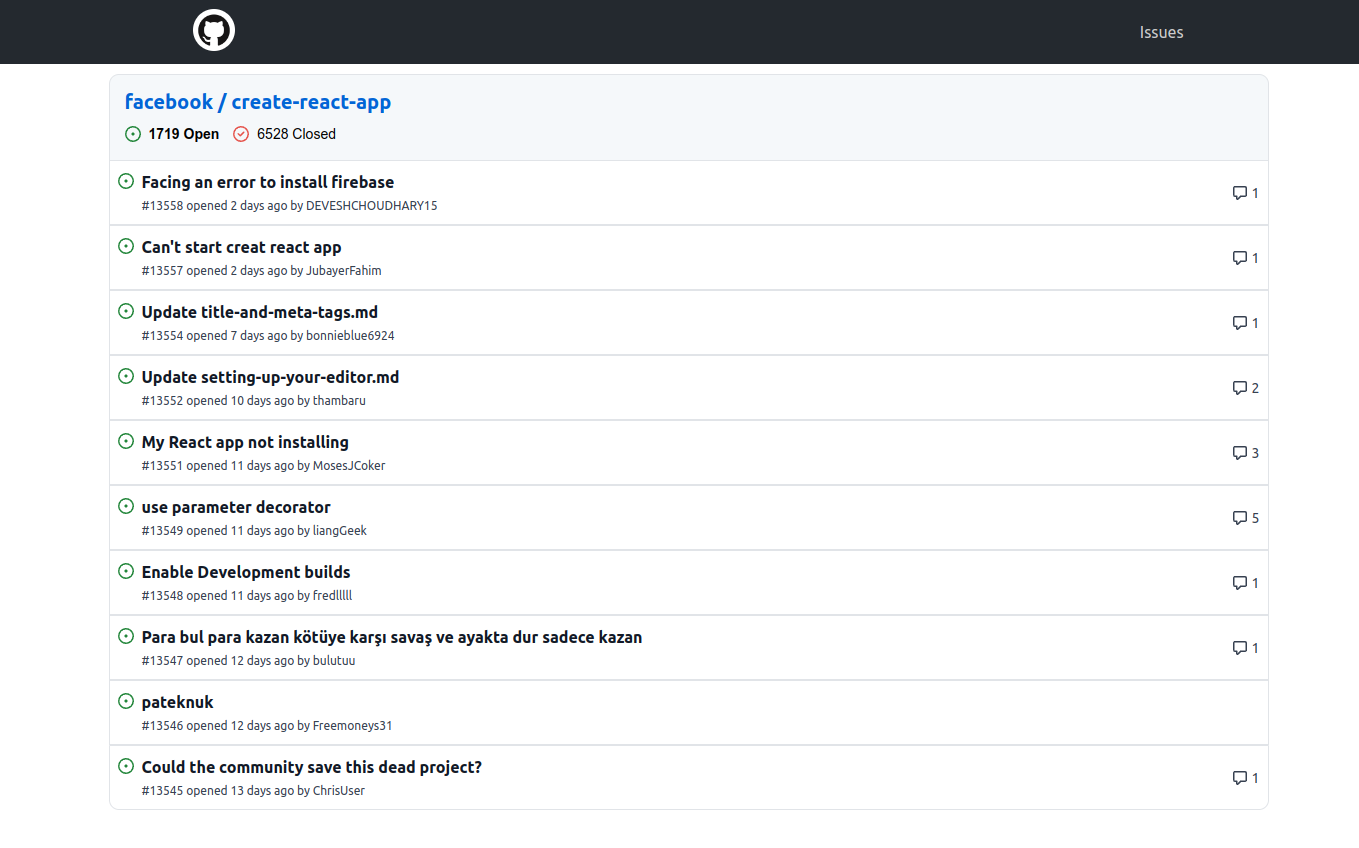 Issues
facebook / create-react-app
1719 Open 6528 Closed
Facing an error to install firebase
#13558 opened 2 days ago by DEVESHCHOUDHARY15
1
Can't start creat react app
#13557 opened 2 days ago by JubayerFahim
1
Update title-and-meta-tags.md
#13554 opened 7 days ago by bonnieblue6924
1
Update setting-up-your-editor.md
#13552 opened 10 days ago by thambaru
2
My React app not installing
#13551 opened 11 days ago by MosesJCoker
3
use parameter decorator
#13549 opened 11 days ago by liangGeek
5
Enable Development builds
#13548 opened 11 days ago by fredlllll
1
Para bul para kazan kötüye karşı savaş ve ayakta dur sadece kazan
#13547 opened 12 days ago by bulutuu
1
pateknuk
#13546 opened 12 days ago by Freemoneys31
Could the community save this dead project?
#13545 opened 13 days ago by ChrisUser
1